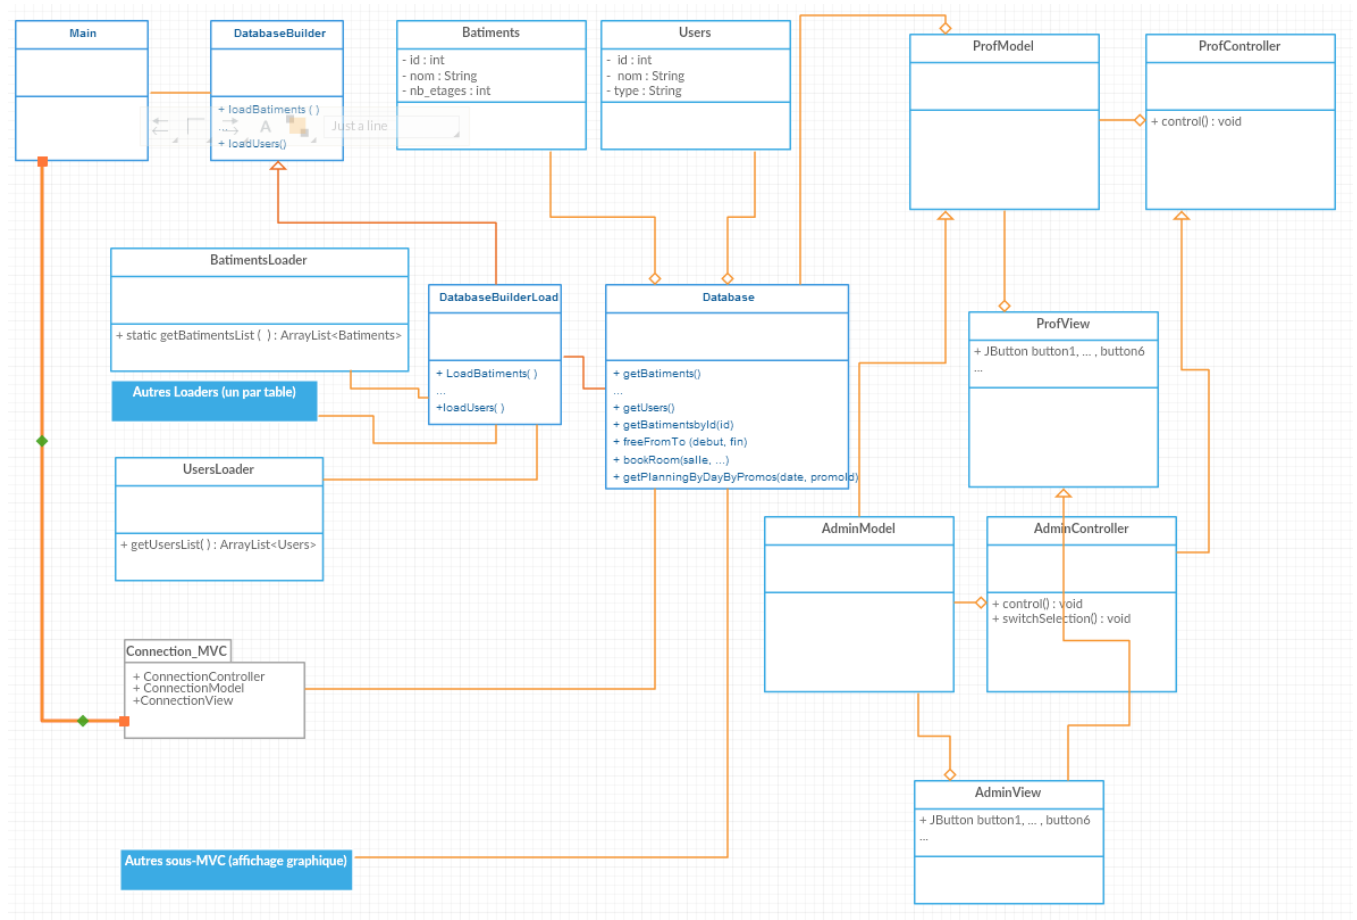 Main
DatabaseBuilder
+ loadBatiments ( )
...
+ loadUsers()
A
Just a line
Batiments
- id : int
- nom : String
- nb_etages : int
Users
- id : int
- nom : String
- type : String
ProfModel
ProfController
+ control() : void
BatimentsLoader
+ static getBatimentsList ( ) : ArrayList<Batiments>
Autres Loaders (un par table)
DatabaseBuilderLoad
+ LoadBatiments( )
...
+loadUsers( )
Database
+ getBatiments()
...
+ getUsers()
+ getBatimentsbyId(id)
+ freeFromTo (debut, fin)
+ bookRoom(salle, ...)
+ getPlanningByDayByPromos(date, promoId)
ProfView
+ JButton button1, ... , button6
...
UsersLoader
+ getUsersList( ) : ArrayList<Users>
AdminModel
AdminController
+ control() : void
+ switchSelection() : void
Connection_MVC
+ ConnectionController
+ ConnectionModel
+ConnectionView
AdminView
+ JButton button1, ... , button6
...
Autres sous-MVC (affichage graphique)